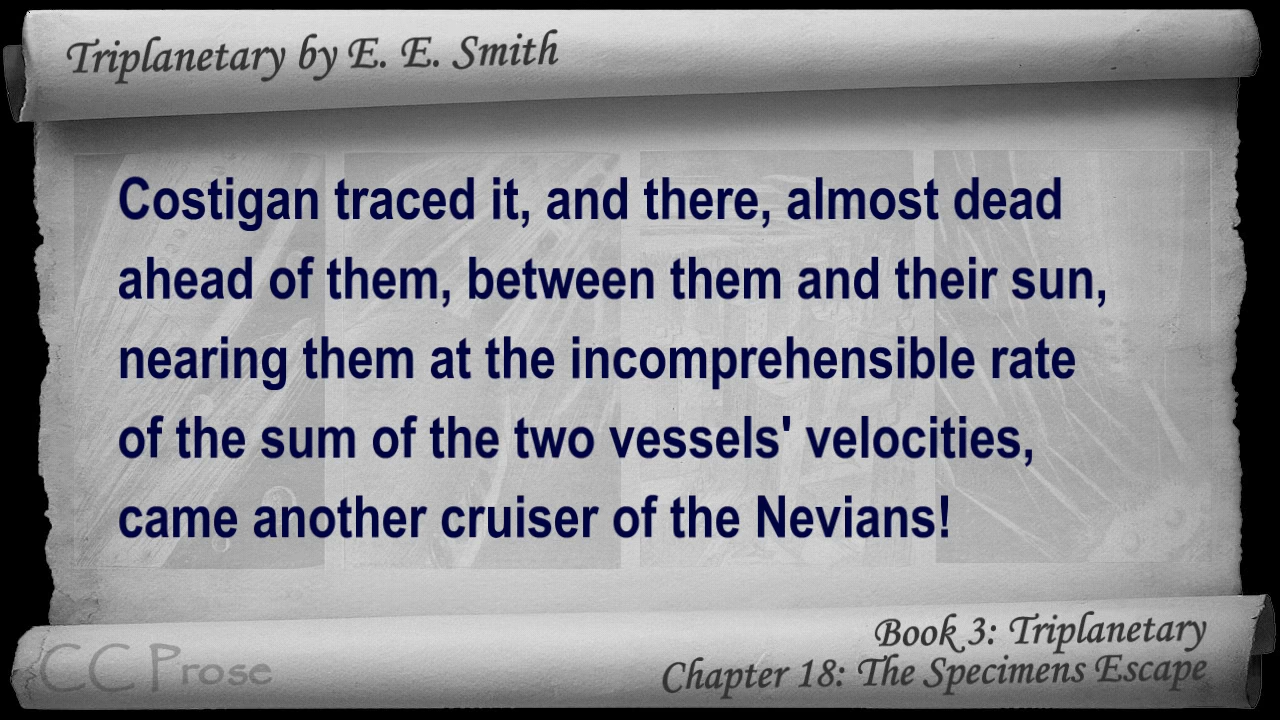 Triplanetary by E. E. Smith
Costigan traced it, and there, almost dead
ahead of them, between them and their sun,
nearing them at the incomprehensible rate
of the sum of the two vessels' velocities,
came another cruiser of the Nevians!
Book 3: Triplanetary
Chapter 18: The Specimens Escape
CC Prose